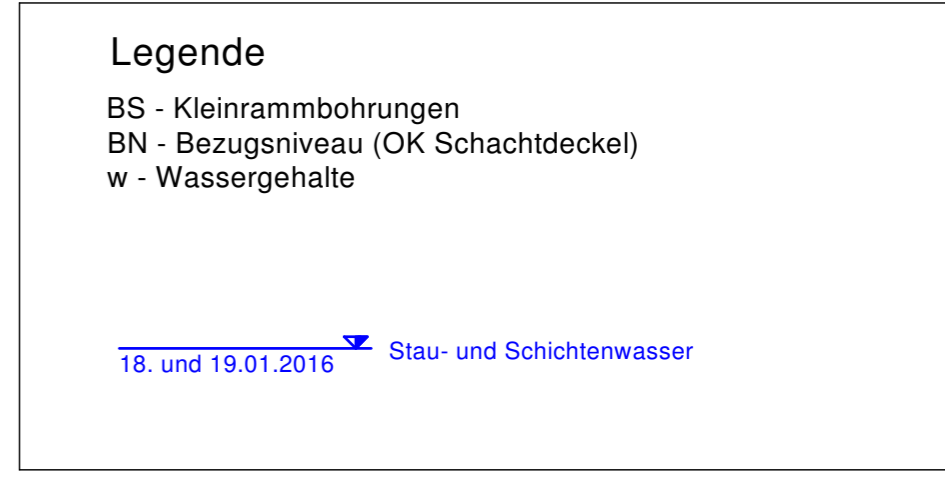 Legende
BS - Kleinrammbohrungen
BN - Bezugsniveau (OK Schachtdeckel)
w - Wassergehalte
18. und 19.01.2016 Stau- und Schichtenwasser